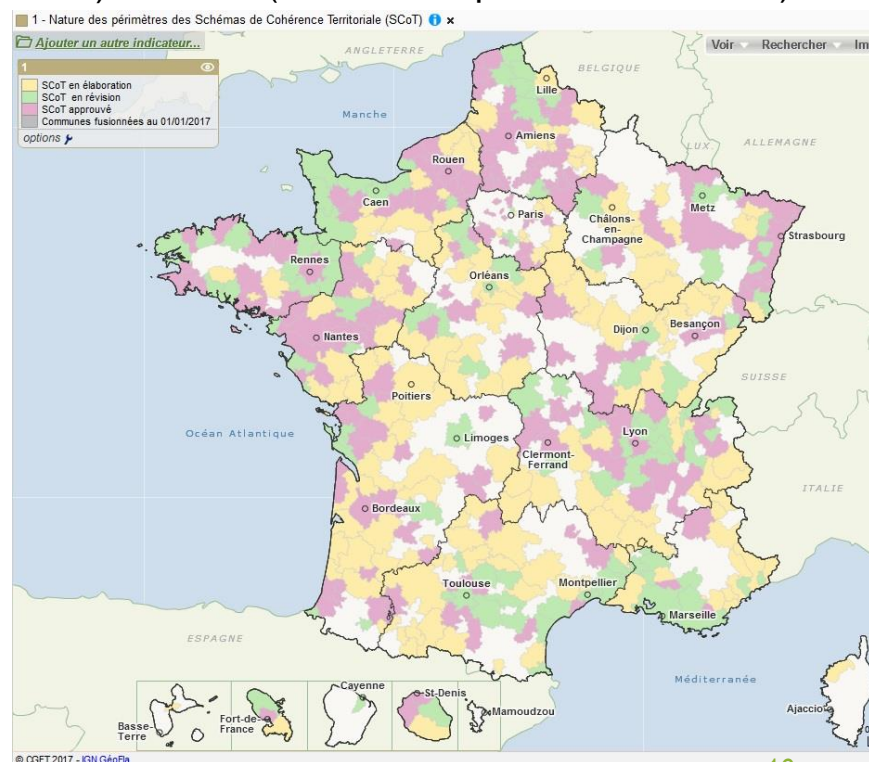 1 - Nature des périmètres des Schémas de Cohérence Territoriale (SCoT)
Ajouter un autre indicateur...
Voir Rechercher Im
1
SCoT en élaboration
SCoT en révision
SCoT approuvé
Communes fusionnées au 01/01/2017
options
ANGLETERRE
BELGIQUE
Lille
Manche
Amiens
LUX.
ALLEMAGNE
Rouen
Caen
Metz
Paris
Châlons-
en-
Champagne
Strasbourg
Rennes
Orléans
Nantes
Dijon
Besançon
SUISSE
Poitiers
Océan Atlantique
Limoges
Lyon
Clermont-
Ferrand
ITALIE
Bordeaux
Toulouse
Montpellier
Marseille
ESPAGNE
Méditerranée
Cayenne
St-Denis
Mamoudzou
Ajaccio
Basse-
Terre
Fort-de-
France
© CGET 2017 - IGN GéoFla